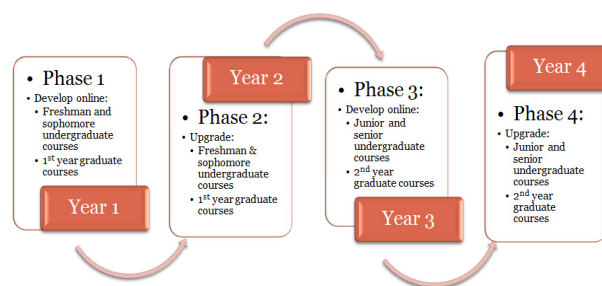 • Phase 1
• Develop online:
• Freshman and
sophomore
undergraduate
courses
• 1st year graduate
courses
Year 1
Year 2
• Phase 2:
• Upgrade:
• Freshman &
sophomore
undergraduate
courses
• 1st year graduate
courses
• Phase 3:
• Develop online:
• Junior and
senior
undergraduate
courses
• 2nd year
graduate courses
Year 3
Year 4
• Phase 4:
• Upgrade:
• Junior and
senior
undergraduate
courses
• 2nd year
graduate
courses